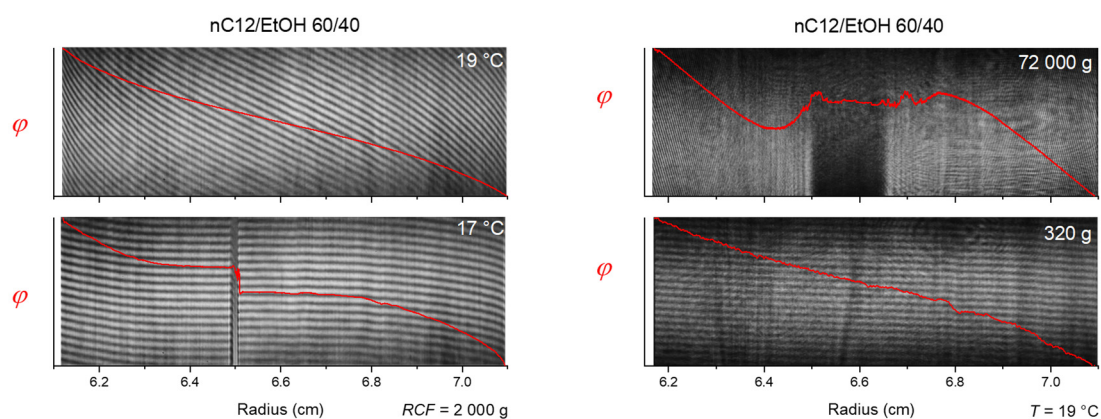 nC12/EtOH 60/40
19 °C
φ
17 °C
φ
6.2 6.4 6.6 6.8 7.0
Radius (cm)
RCF = 2 000 g
nC12/EtOH 60/40
72 000 g
φ
320 g
φ
6.2 6.4 6.6 6.8 7.0
Radius (cm)
T = 19 °C